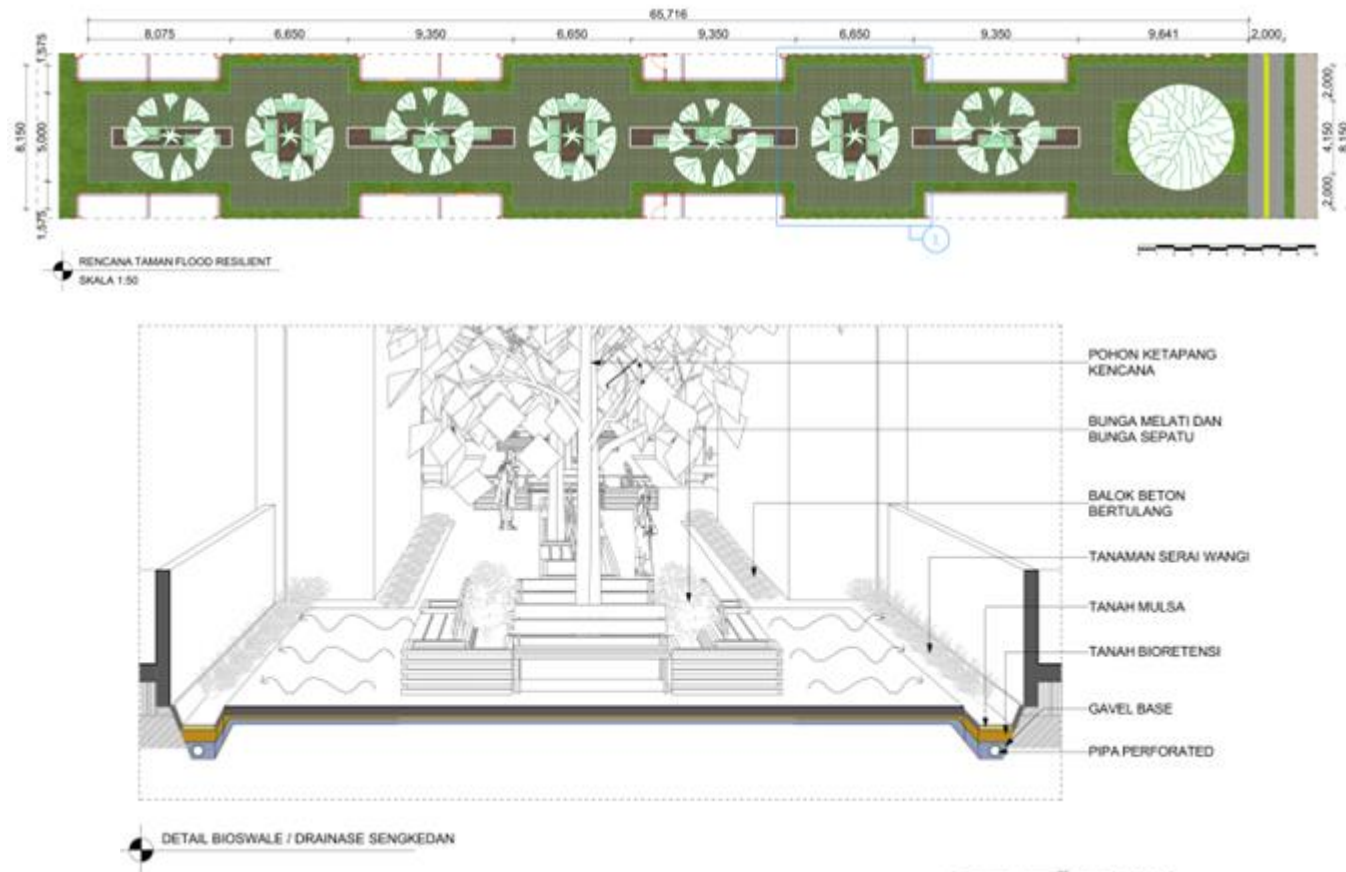 65,716
8,075 6,650 9,350 6,650 9,350 6,650 9,350 9,641 2,000
1,575
8,150
5,000
1,575
2,000
4,150
8,150
2,000
1
RENCANA TAMAN FLOOD RESILIENT
SKALA 1:50
POHON KETAPANG
KENCANA
BUNGA MELATI DAN
BUNGA SEPATU
BALOK BETON
BERTULANG
TANAMAN SERAI WANGI
TANAH MULSA
TANAH BIORETENSI
GAVEL BASE
PIPA PERFORATED
DETAIL BIOSWALE / DRAINASE SENGKEDAN